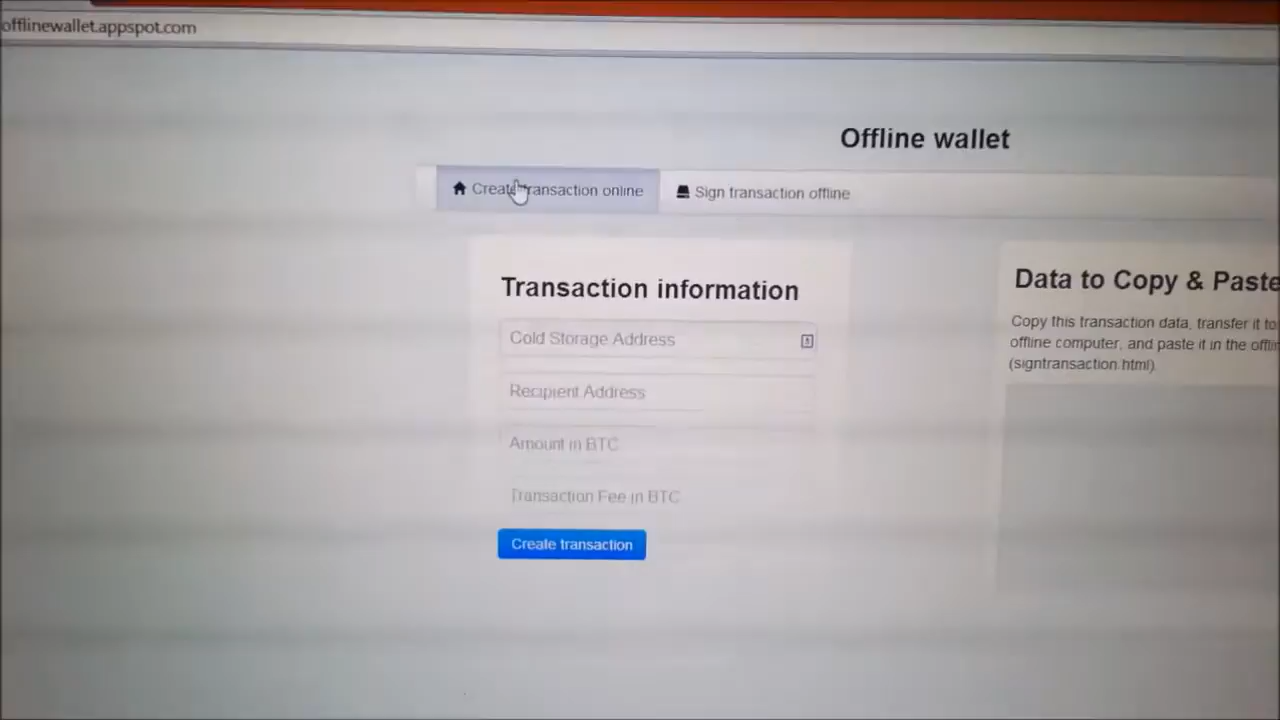 offlinewallet.appspot.com
Offline wallet
Create transaction online
Sign transaction offline
Transaction information
Cold Storage Address
Recipient Address
Amount in BTC
Transaction Fee in BTC
Create transaction
Data to Copy & Paste
Copy this transaction data, transfer it to
offline computer, and paste it in the
(signtransaction.html)